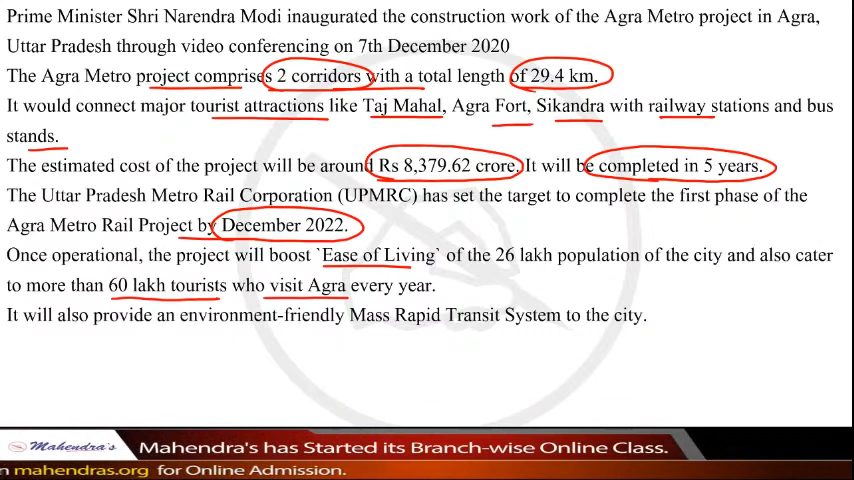 Prime Minister Shri Narendra Modi inaugurated the construction work of the Agra Metro project in Agra,
Uttar Pradesh through video conferencing on 7th December 2020
The Agra Metro project comprises 2 corridors with a total length of 29.4 km.
It would connect major tourist attractions like Taj Mahal, Agra Fort, Sikandra with railway stations and bus
stands.
The estimated cost of the project will be around Rs 8,379.62 crore. It will be completed in 5 years.
The Uttar Pradesh Metro Rail Corporation (UPMRC) has set the target to complete the first phase of the
Agra Metro Rail Project by December 2022.
Once operational, the project will boost `Ease of Living` of the 26 lakh population of the city and also cater
to more than 60 lakh tourists who visit Agra every year.
It will also provide an environment-friendly Mass Rapid Transit System to the city.
Mahendra's Mahendra's has Started its Branch-wise Online Class.
n mahendras.org for Online Admission.